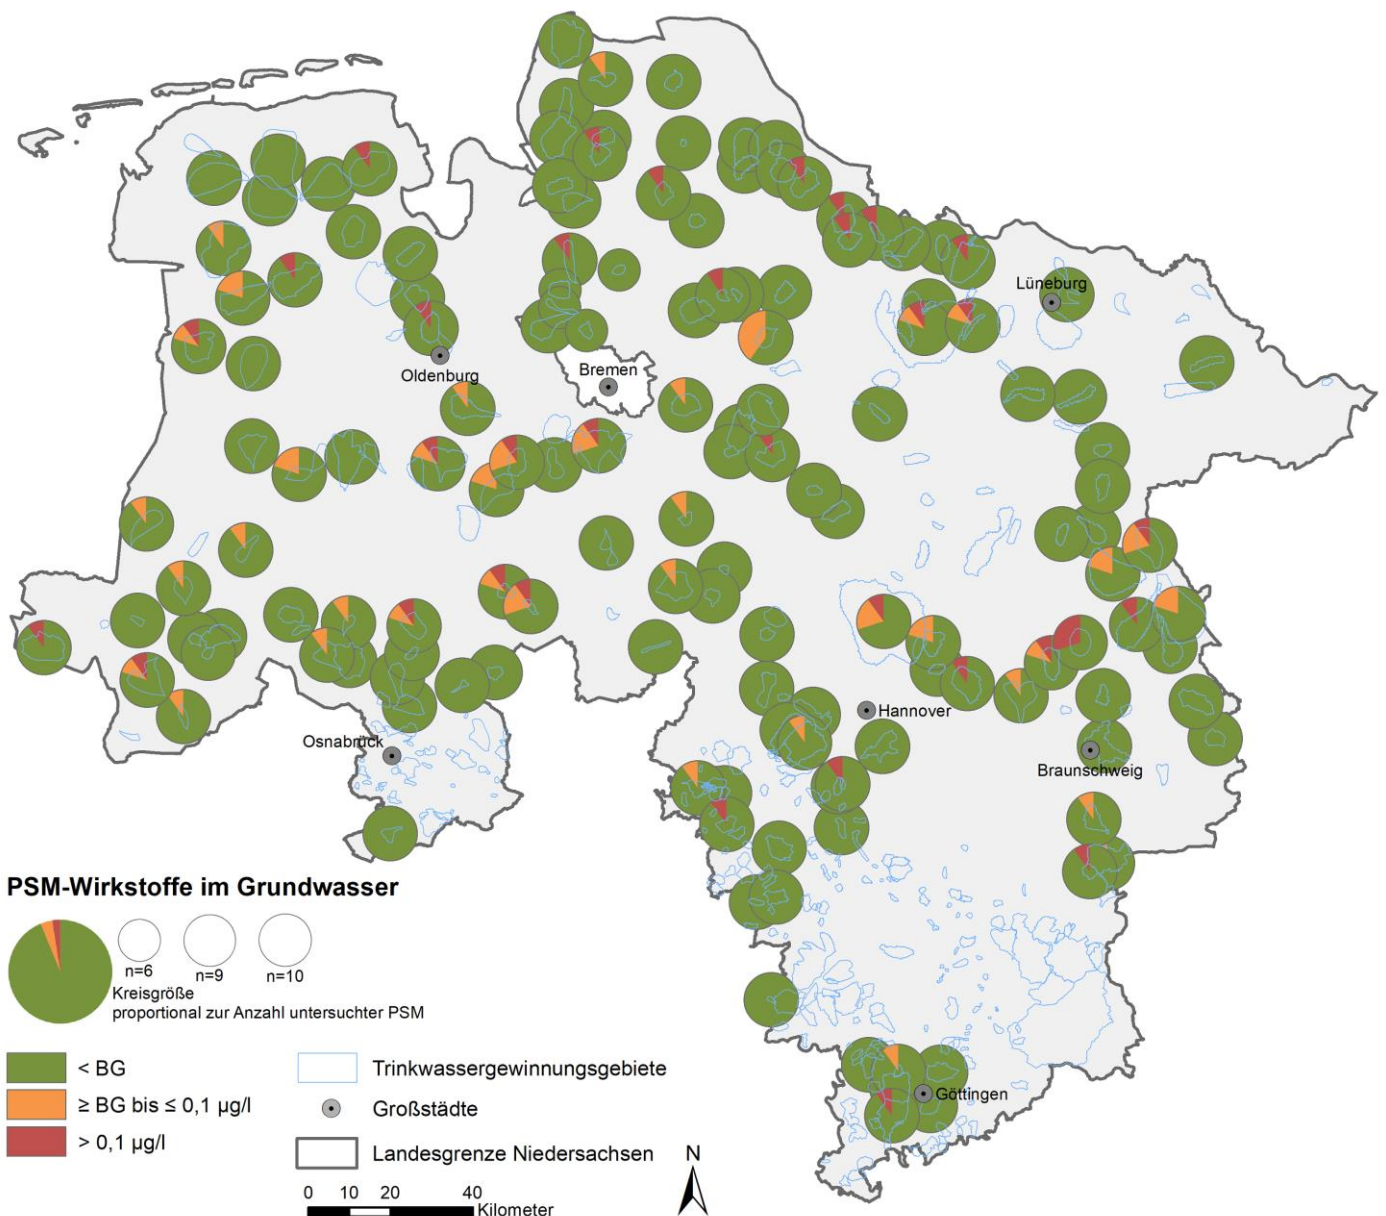 Lüneburg
Bremen
Oldenburg
Hannover
Osnabrück
Braunschweig
Göttingen
PSM-Wirkstoffe im Grundwasser
n=6
n=9
n=10
Kreisgröße
proportional zur Anzahl untersuchter PSM
< BG
≥ BG bis ≤ 0,1 µg/l
> 0,1 µg/l
Trinkwassergewinnungsgebiete
Großstädte
Landesgrenze Niedersachsen
0 10 20 40
Kilometer
N